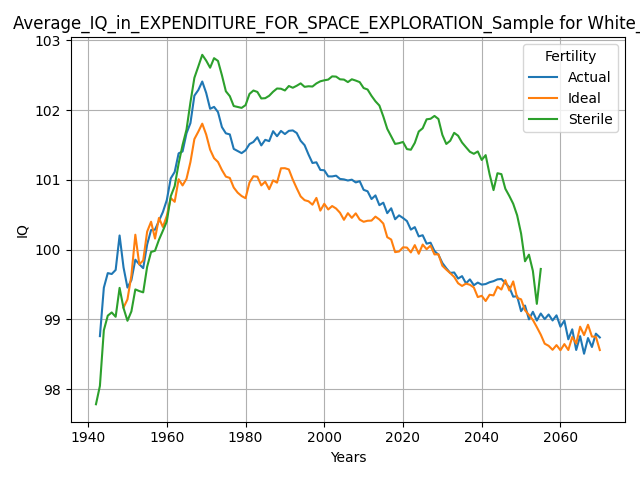 Average_IQ_in_EXPENDITURE_FOR_SPACE_EXPLORATION_Sample for White_
103
102
101
100
99
98
IQ
Fertility
Actual
Ideal
Sterile
1940
1960
1980
2000
2020
2040
2060
Years